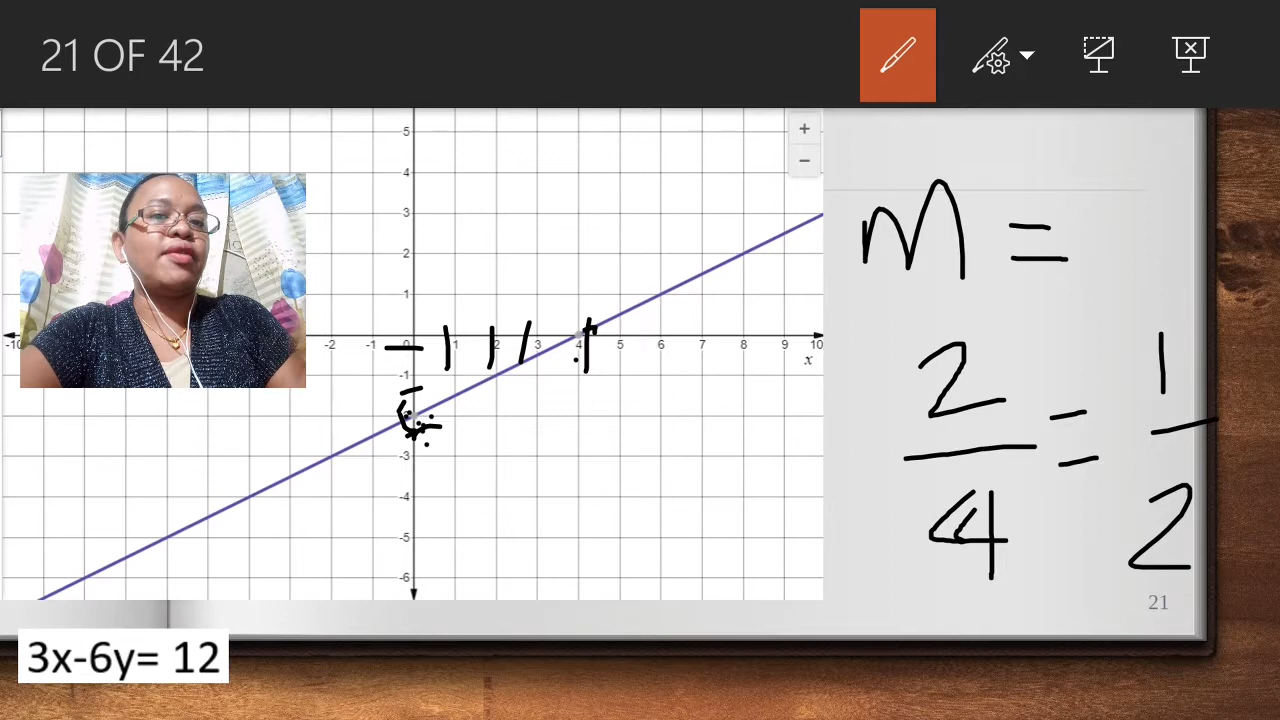 21 OF 42
5
4
3
2
1
-10 -2 -1 0 2 3 4 5 6 7 8 9 10
x
-1
-3
-4
-5
-6
+
−
m =
2/4 = 1/2
21
3x-6y= 12